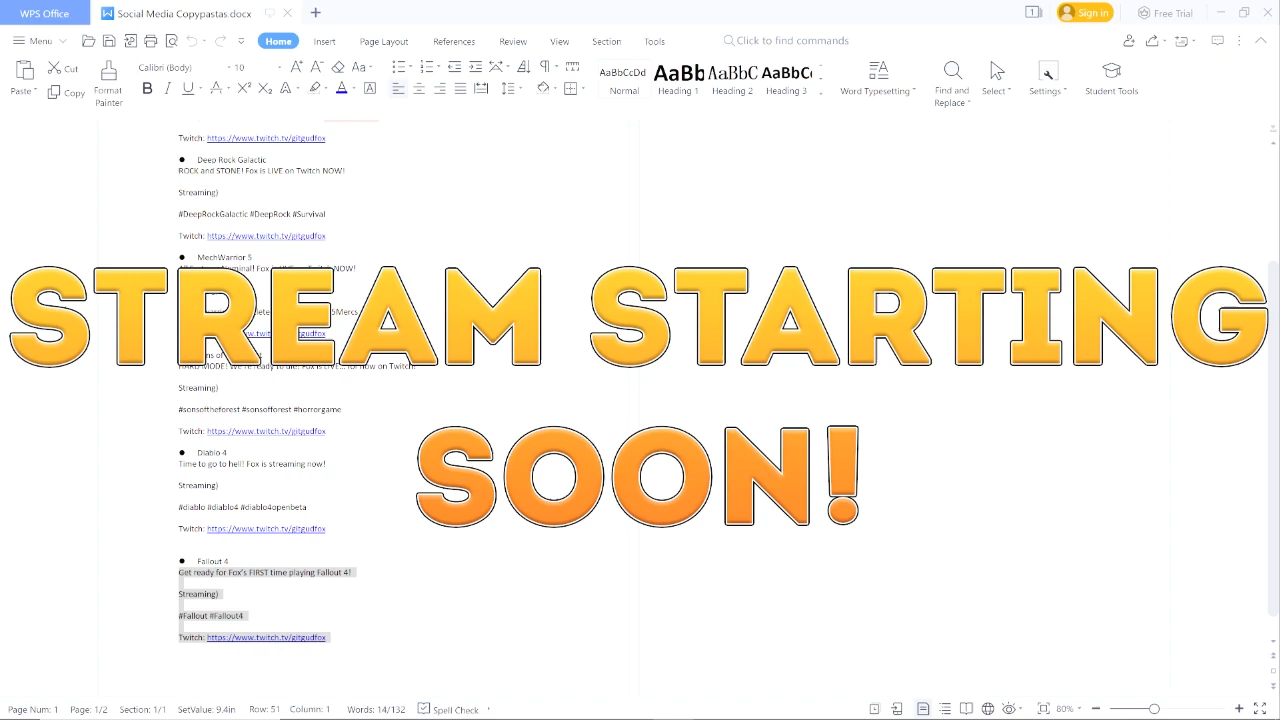 WPS Office
Social Media Copypastas.docx
1
Sign in
Free Trial
Menu
Home
Insert
Page Layout
References
Review
View
Section
Tools
Click to find commands
Paste
Cut
Copy
Format Painter
Calibri (Body)
10
AaBbCcDd
Normal
AaBb
Heading 1
AaBbC
Heading 2
AaBbC
Heading 3
Word Typesetting
Find and Replace
Select
Settings
Student Tools
Twitch: https://www.twitch.tv/gitgudfox
● Deep Rock Galactic
ROCK and STONE! Fox is LIVE on Twitch NOW!
Streaming)
#DeepRockGalactic #DeepRock #Survival
Twitch: https://www.twitch.tv/gitgudfox
● MechWarrior 5
STREAM STARTING
SOON!
Streaming)
#sonsoftheforest #sonsofforest #horrorgame
Twitch: https://www.twitch.tv/gitgudfox
● Diablo 4
Time to go to hell! Fox is streaming now!
Streaming)
#diablo #diablo4 #diablo4openbeta
Twitch: https://www.twitch.tv/gitgudfox
● Fallout 4
Get ready for Fox's FIRST time playing Fallout 4!
Streaming)
#Fallout #Fallout4
Twitch: https://www.twitch.tv/gitgudfox
Page Num: 1
Page: 1/2
Section: 1/1
SetValue: 9.4in
Row: 51
Column: 1
Words: 14/132
Spell Check
80%